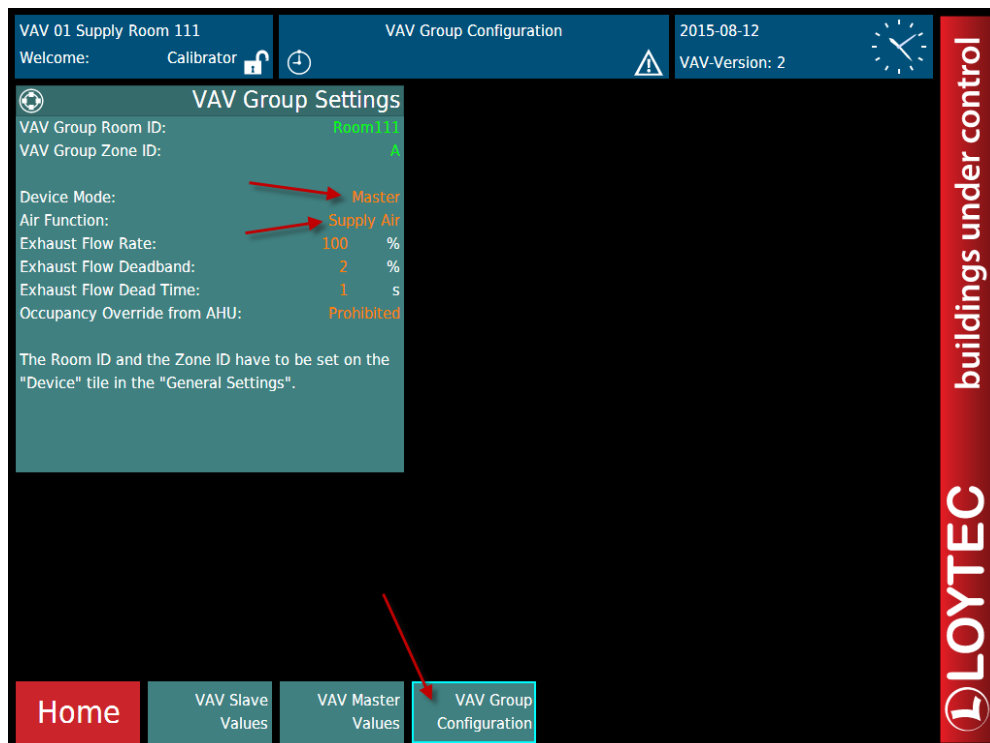 VAV 01 Supply Room 111
Welcome: Calibrator
VAV Group Configuration
2015-08-12
VAV-Version: 2
VAV Group Settings
VAV Group Room ID: Room111
VAV Group Zone ID: A
Device Mode: Master
Air Function: Supply Air
Exhaust Flow Rate: 100 %
Exhaust Flow Deadband: 2 %
Exhaust Flow Dead Time: 1 s
Occupancy Override from AHU: Prohibited
The Room ID and the Zone ID have to be set on the
"Device" tile in the "General Settings".
Home
VAV Slave
Values
VAV Master
Values
VAV Group
Configuration
LOYTEC buildings under control